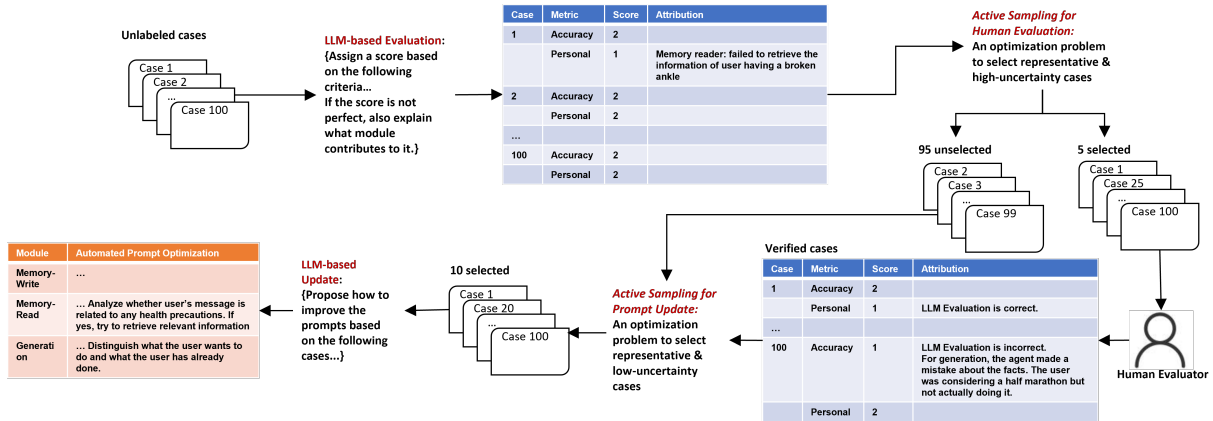 Unlabeled cases
Case 1
Case 2
...
Case 100
LLM-based Evaluation:
{Assign a score based
on the following
criteria...
If the score is not
perfect, also explain
what module
contributes to it.}
Case Metric Score Attribution
1 Accuracy 2
Personal 1 Memory reader: failed to retrieve the
information of user having a broken
ankle
2 Accuracy 2
Personal 2
...
100 Accuracy 2
Personal 2
Active Sampling for
Human Evaluation:
An optimization problem
to select representative &
high-uncertainty cases
95 unselected
Case 2
Case 3
...
Case 99
5 selected
Case 1
Case 25
...
Case 100
Human Evaluator
Verified cases
Case Metric Score Attribution
1 Accuracy 2
Personal 1 LLM Evaluation is correct.
...
100 Accuracy 1 LLM Evaluation is incorrect.
For generation, the agent made a
mistake about the facts. The user
was considering a half marathon but
not actually doing it.
Personal 2
Active Sampling for
Prompt Update:
An optimization
problem to select
representative &
low-uncertainty
cases
10 selected
Case 1
Case 20
...
Case 100
LLM-based
Update:
{Propose how to
improve the
prompts based
on the following
cases...}
Module Automated Prompt Optimization
Memory-
Write
...
Memory-
Read
... Analyze whether user's message is
related to any health precautions. If
yes, try to retrieve relevant information
Generati
on
... Distinguish what the user wants to
do and what the user has already
done.